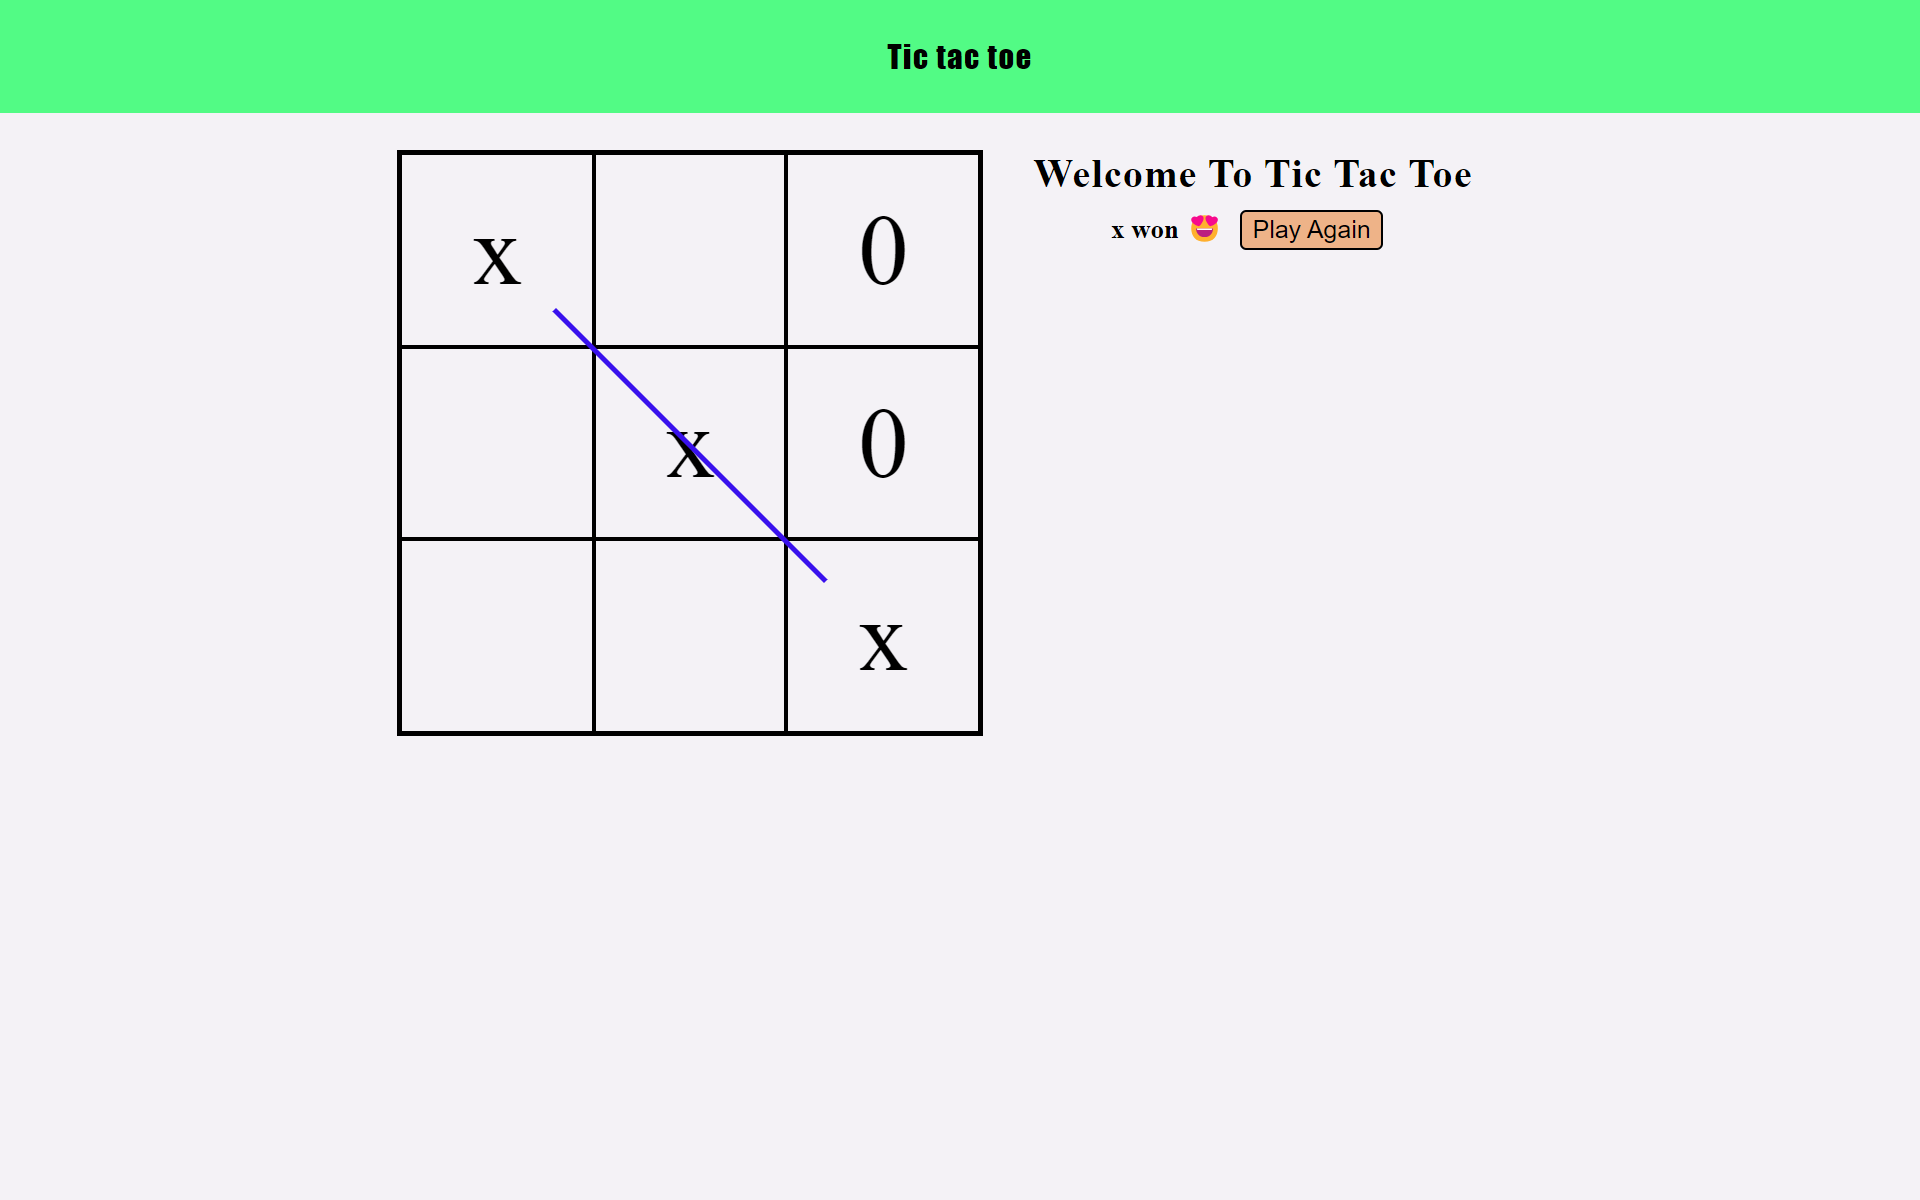 Tic tac toe
x 0
x 0
x
Welcome To Tic Tac Toe
x won 😍 Play Again